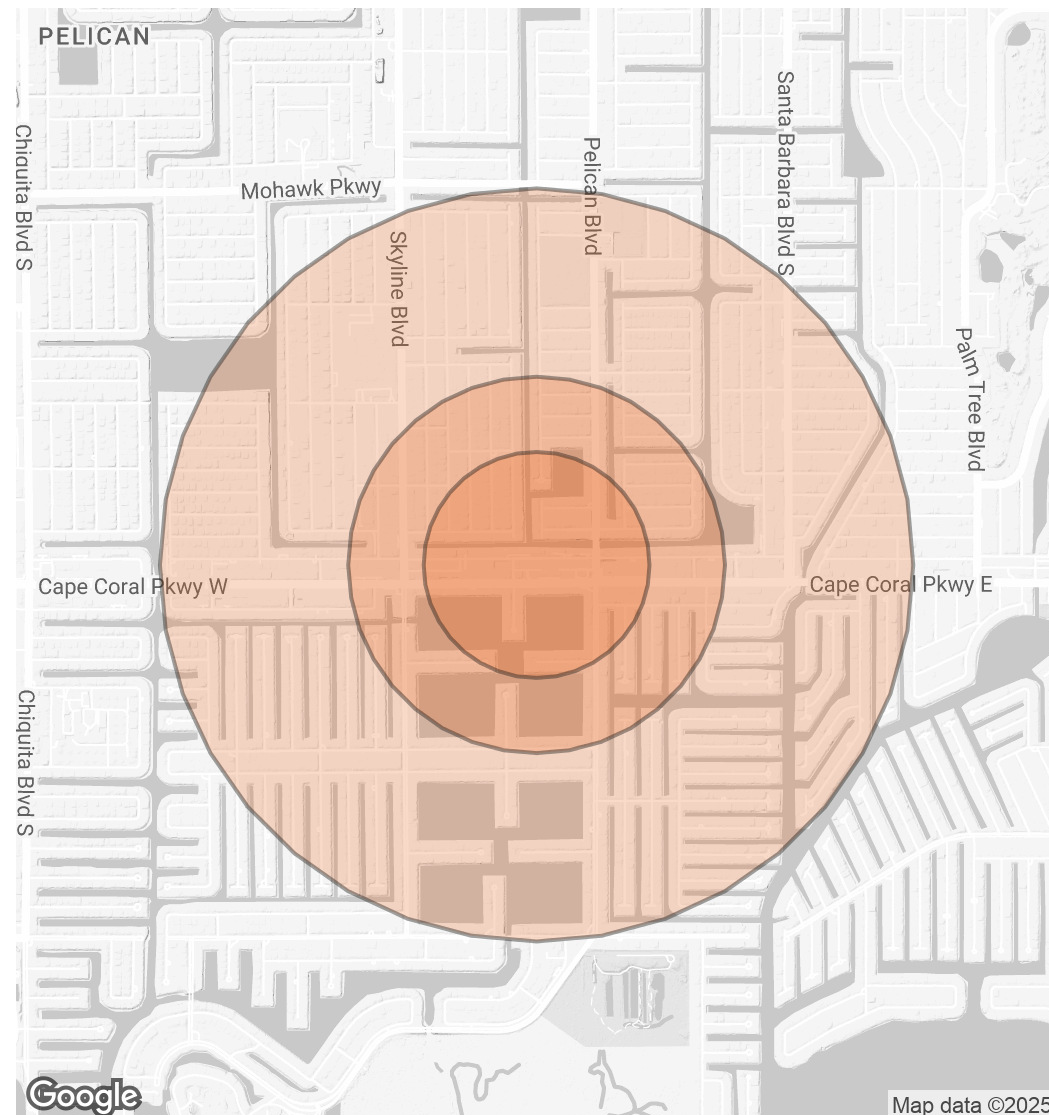 PELICAN
Chiquita Blvd S
Mohawk Pkwy
Skyline Blvd
Pelican Blvd
Santa Barbara Blvd S
Palm Tree Blvd
Cape Coral Pkwy W
Cape Coral Pkwy E
Chiquita Blvd S
Google
Map data ©2025